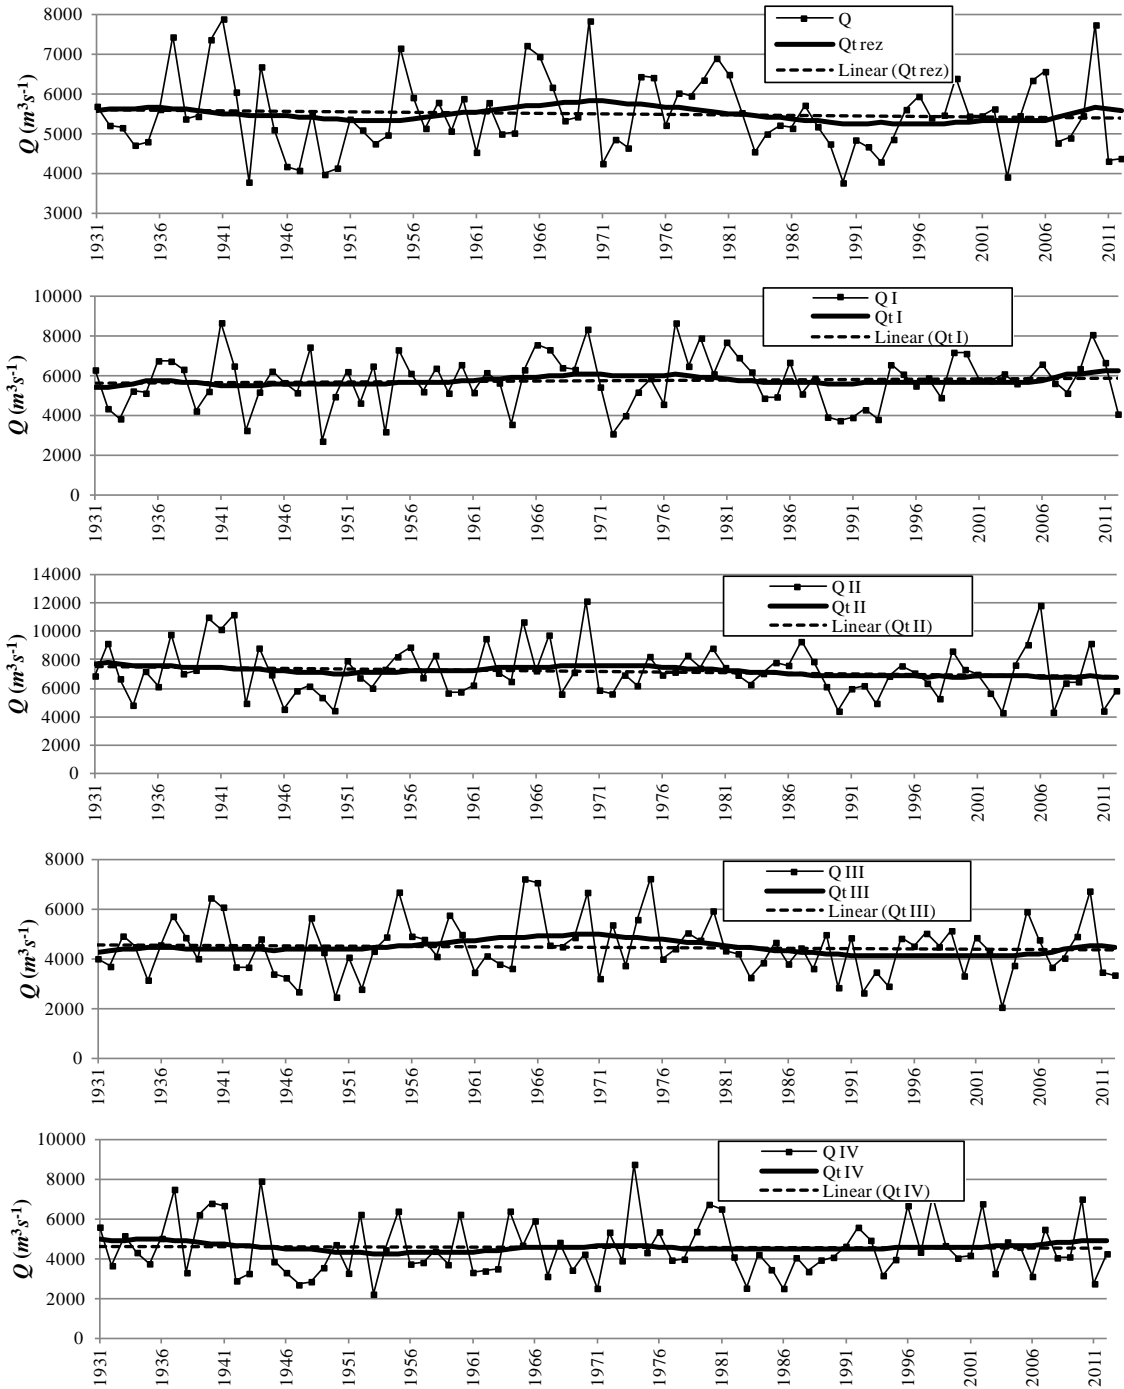 8000
7000
6000
5000
4000
3000
Q (m³s⁻¹)
Q
Qt rez
Linear (Qt rez)
1931 1936 1941 1946 1951 1956 1961 1966 1971 1976 1981 1986 1991 1996 2001 2006 2011
10000
8000
6000
4000
2000
0
Q (m³s⁻¹)
Q I
Qt I
Linear (Qt I)
1931 1936 1941 1946 1951 1956 1961 1966 1971 1976 1981 1986 1991 1996 2001 2006 2011
14000
12000
10000
8000
6000
4000
2000
0
Q (m³s⁻¹)
Q II
Qt II
Linear (Qt II)
1931 1936 1941 1946 1951 1956 1961 1966 1971 1976 1981 1986 1991 1996 2001 2006 2011
8000
6000
4000
2000
0
Q (m³s⁻¹)
Q III
Qt III
Linear (Qt III)
1931 1936 1941 1946 1951 1956 1961 1966 1971 1976 1981 1986 1991 1996 2001 2006 2011
10000
8000
6000
4000
2000
0
Q (m³s⁻¹)
Q IV
Qt IV
Linear (Qt IV)
1931 1936 1941 1946 1951 1956 1961 1966 1971 1976 1981 1986 1991 1996 2001 2006 2011